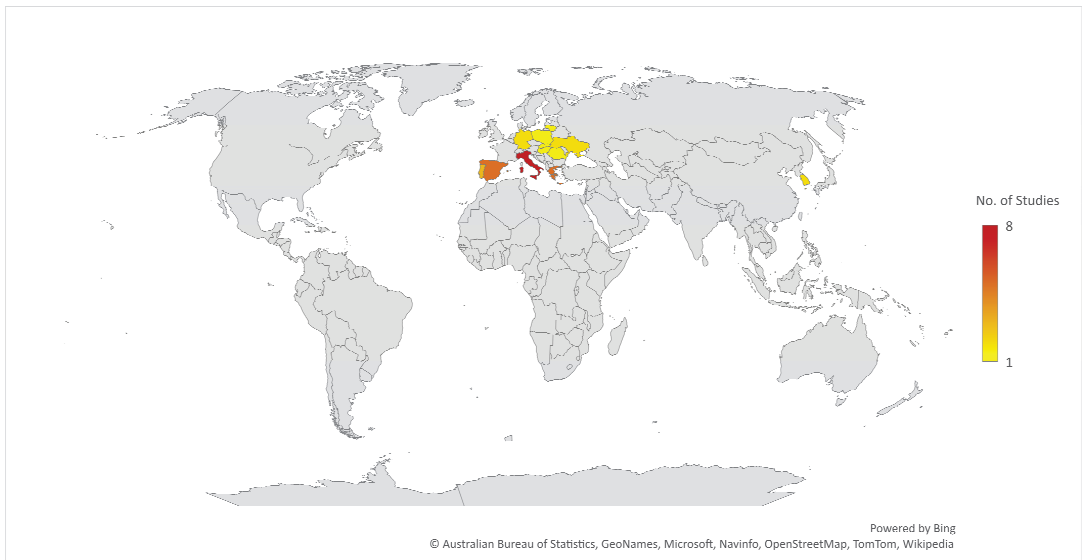 No. of Studies
8
1
Powered by Bing
© Australian Bureau of Statistics, GeoNames, Microsoft, Navinfo, OpenStreetMap, TomTom, Wikipedia